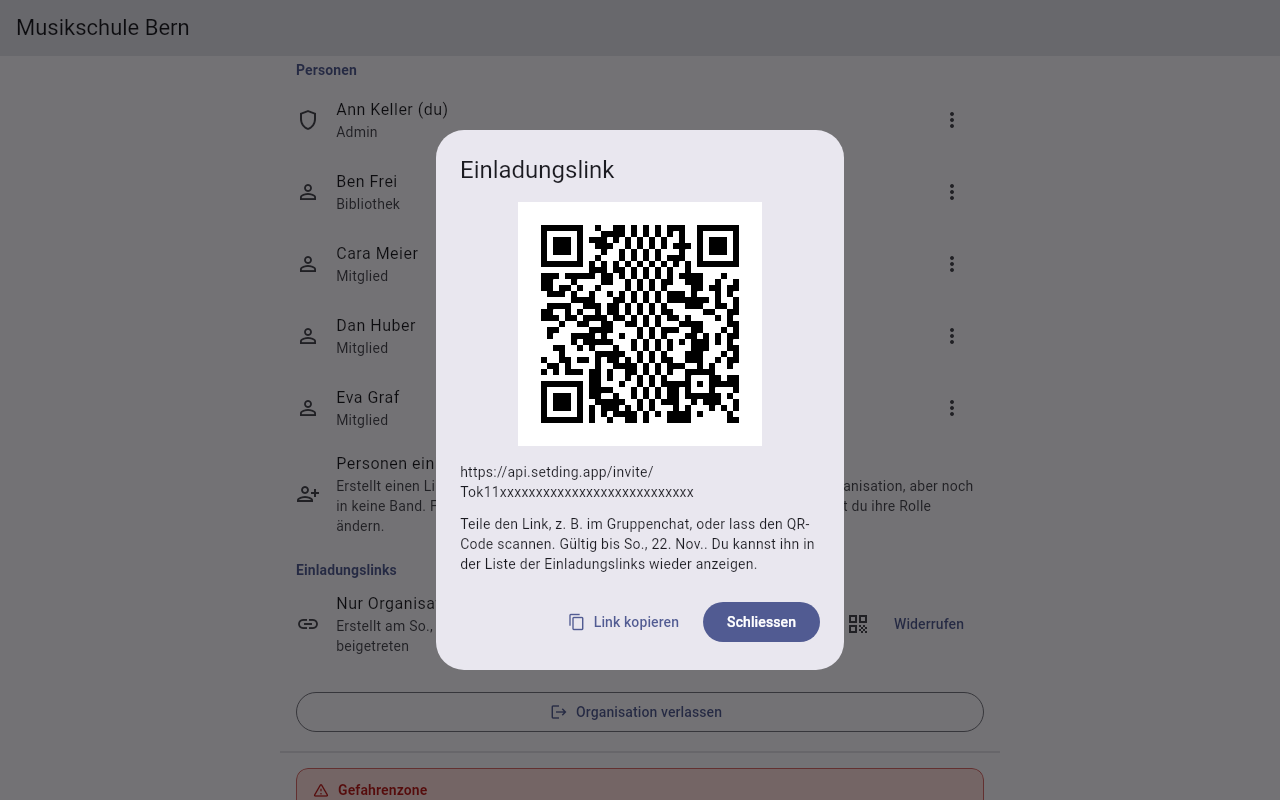 Musikschule Bern
Personen
Ann Keller (du)
Admin
Ben Frei
Bibliothek
Cara Meier
Mitglied
Dan Huber
Mitglied
Eva Graf
Mitglied
Personen ein
Erstellt einen Li
anisation, aber noch
in keine Band. F
t du ihre Rolle
ändern.
Einladungslinks
Nur Organisa
Erstellt am So.,
beigetreten
Widerrufen
Einladungslink
https://api.setding.app/invite/
Tok11xxxxxxxxxxxxxxxxxxxxxxxxxxx
Teile den Link, z. B. im Gruppenchat, oder lass den QR-
Code scannen. Gültig bis So., 22. Nov.. Du kannst ihn in
der Liste der Einladungslinks wieder anzeigen.
Link kopieren
Schliessen
Organisation verlassen
Gefahrenzone